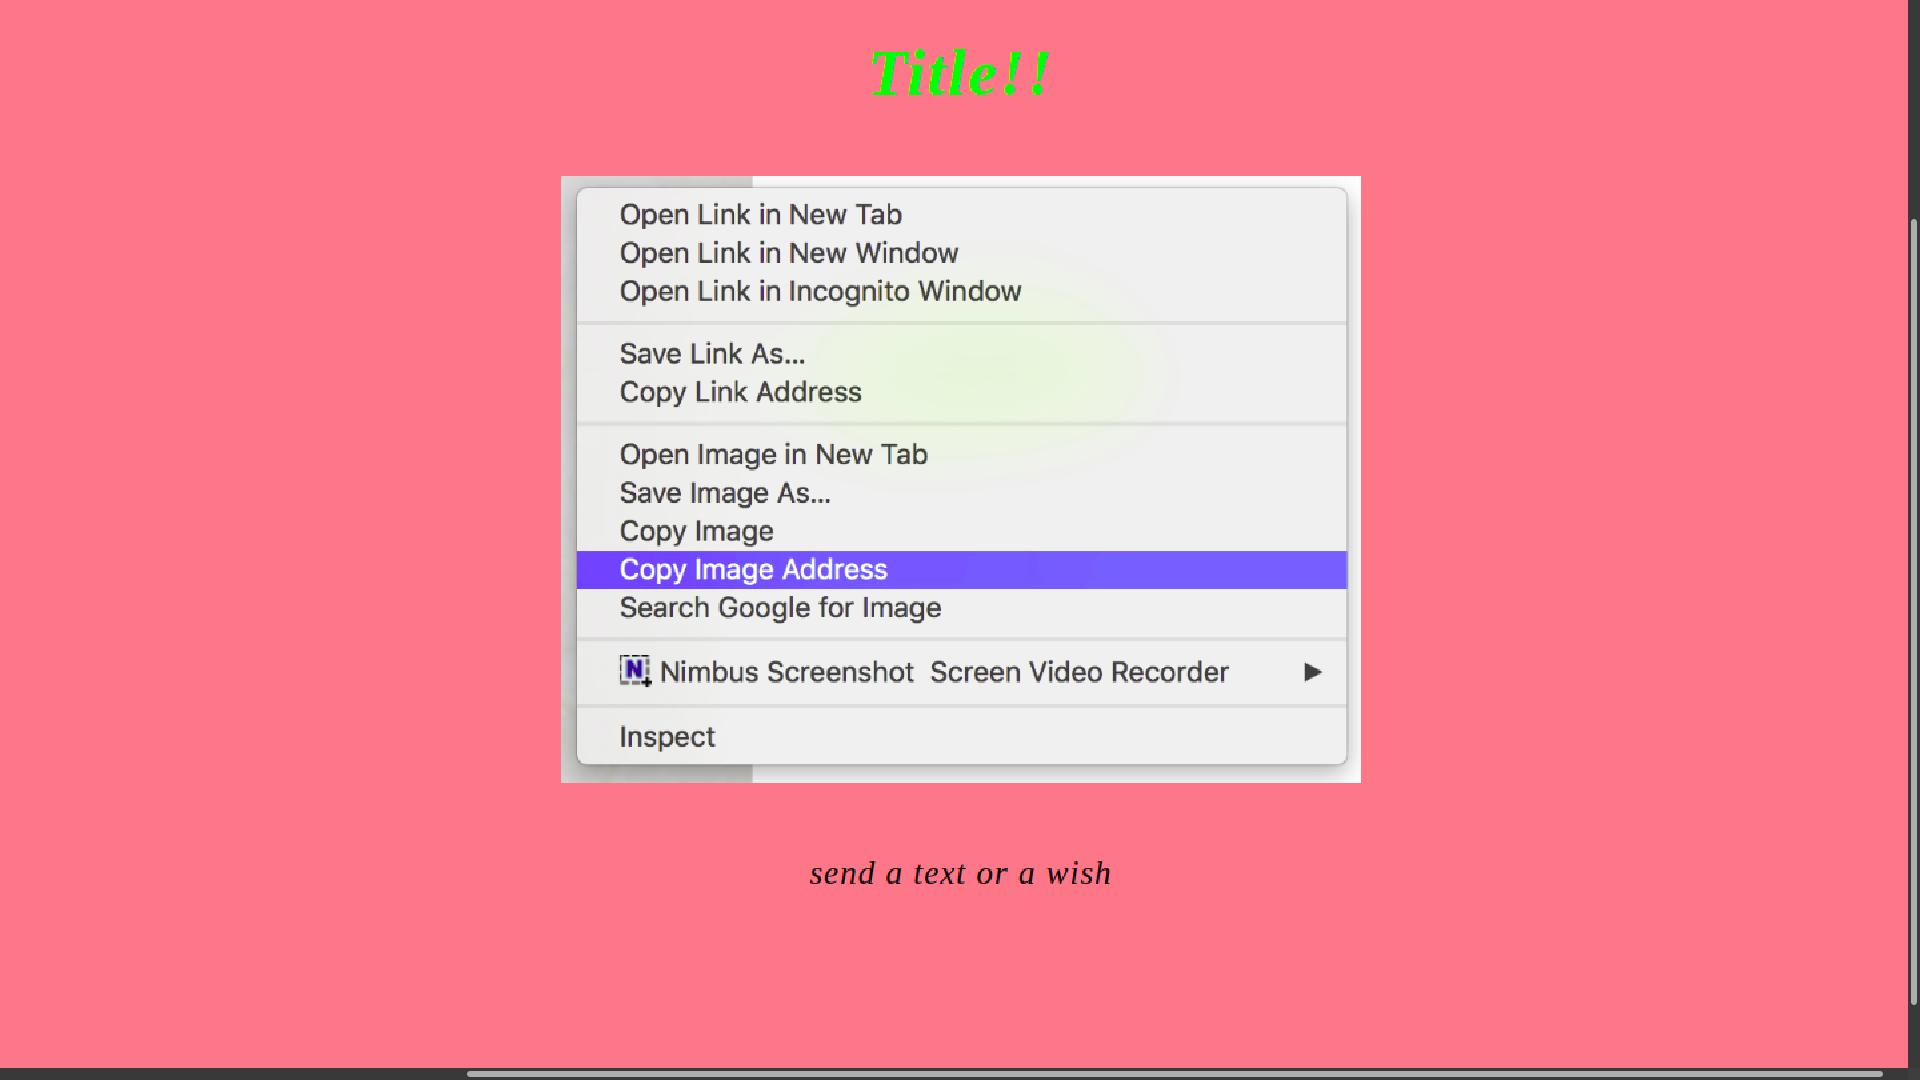 Title!!
Open Link in New Tab
Open Link in New Window
Open Link in Incognito Window
Save Link As...
Copy Link Address
Open Image in New Tab
Save Image As...
Copy Image
Copy Image Address
Search Google for Image
N Nimbus Screenshot Screen Video Recorder
Inspect
send a text or a wish